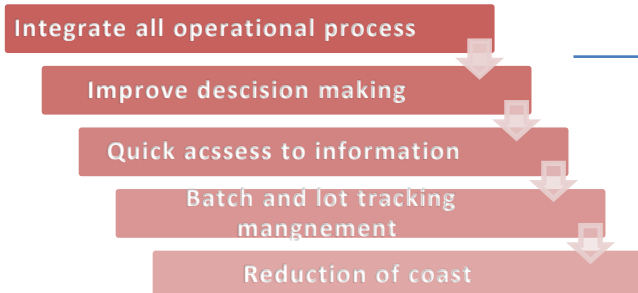 Integrate all operational process
Improve descision making
Quick acssess to information
Batch and lot tracking
mangnement
Reduction of coast